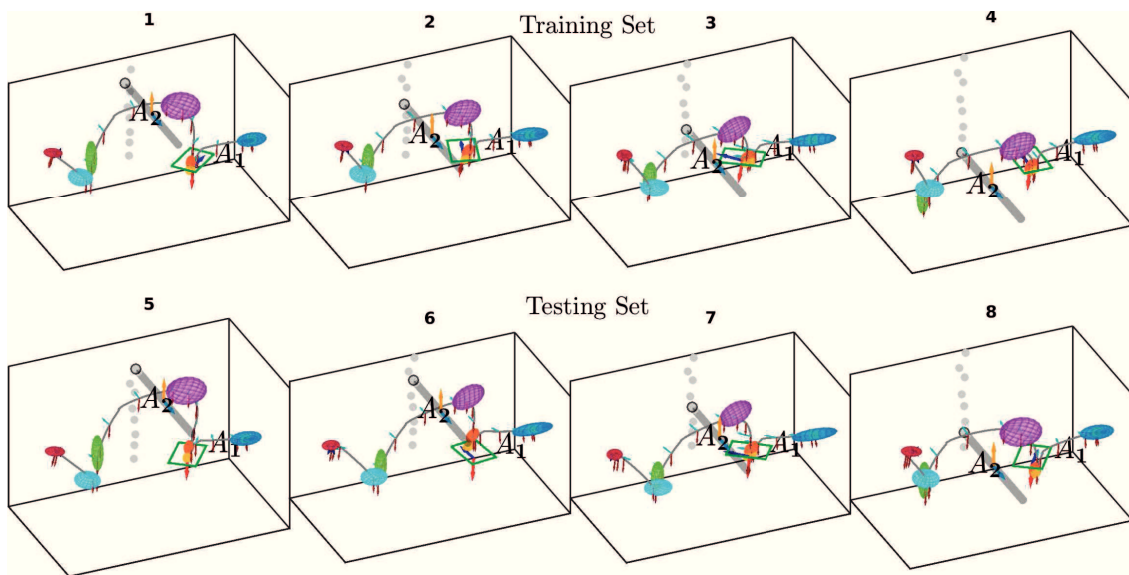 Training Set
1 2 3 4
A2 A1 A2 A1 A2 A1 A2 A1
Testing Set
5 6 7 8
A2 A1 A2 A1 A2 A1 A2 A1